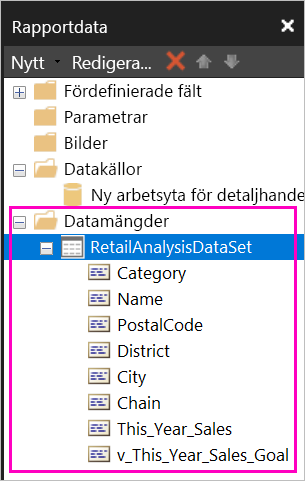 Rapportdata
Nytt Redigera...
Fördefinierade fält
Parametrar
Bilder
Datakällor
Ny arbetsyta för detaljhande
Datamängder
RetailAnalysisDataSet
Category
Name
PostalCode
District
City
Chain
This_Year_Sales
v_This_Year_Sales_Goal